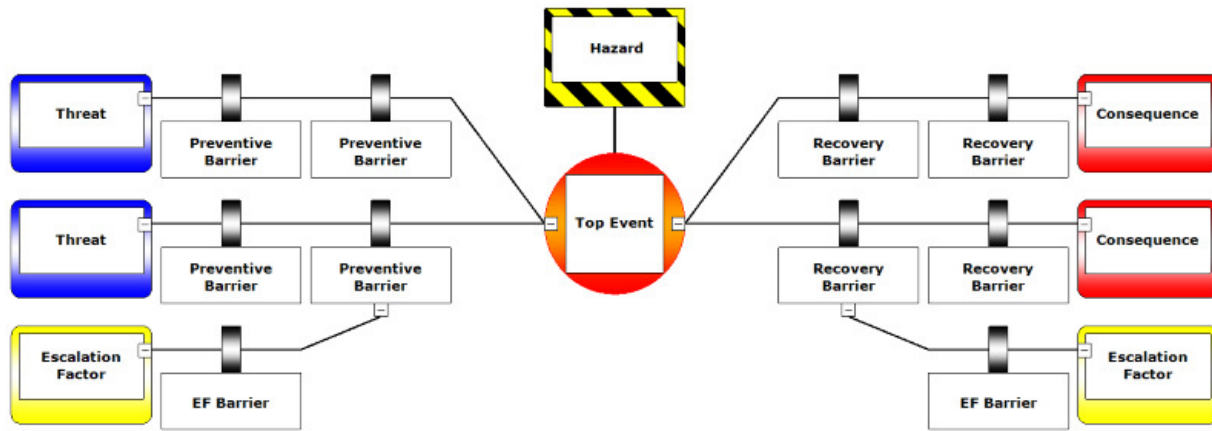 Hazard
Threat
Preventive
Barrier
Preventive
Barrier
Recovery
Barrier
Recovery
Barrier
Consequence
Threat
Preventive
Barrier
Preventive
Barrier
Top Event
Recovery
Barrier
Recovery
Barrier
Consequence
Escalation
Factor
EF Barrier
EF Barrier
Escalation
Factor